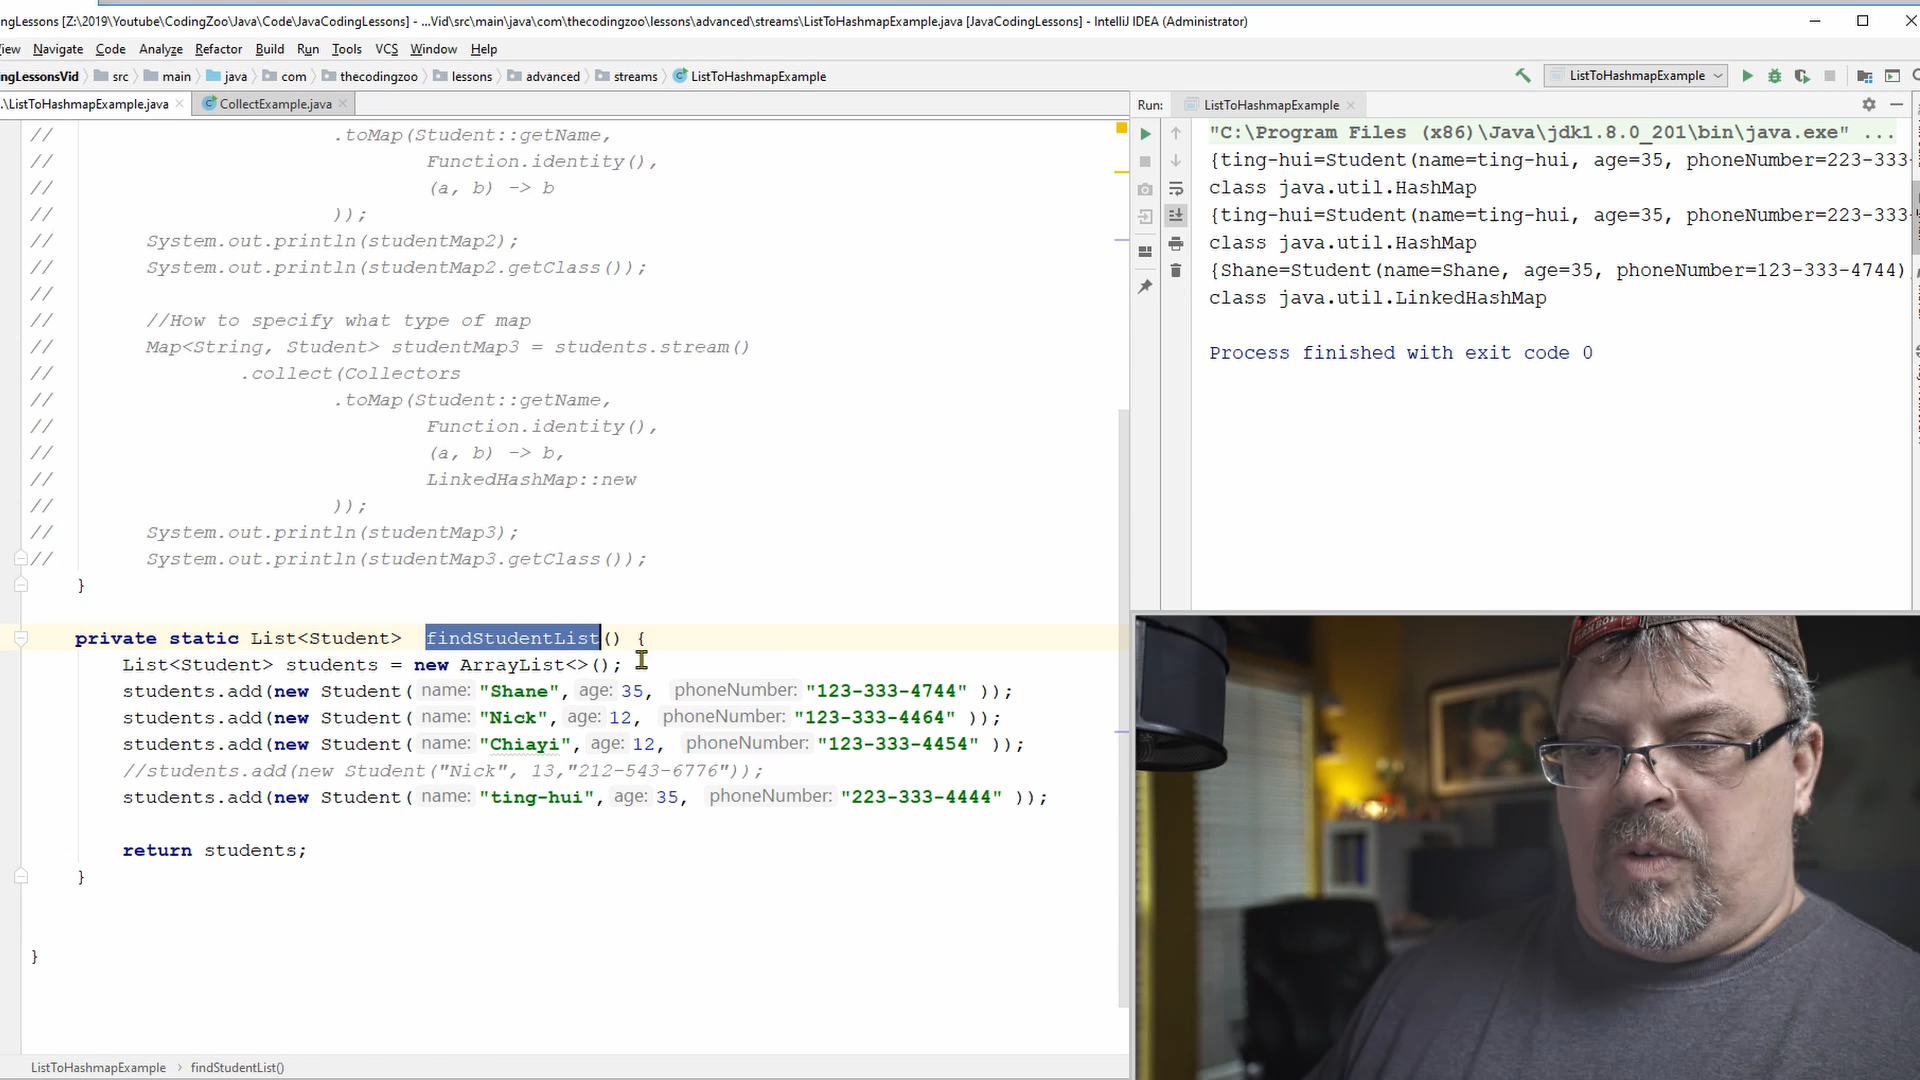 ngLessons [Z:\2019\Youtube\CodingZoo\Java\Code\JavaCodingLessons] - ...Vid\src\main\java\com\thecodingzoo\lessons\advanced\streams\ListToHashmapExample.java [JavaCodingLessons] - IntelliJ IDEA (Administrator)
iew Navigate Code Analyze Refactor Build Run Tools VCS Window Help
ngLessonsVid src main java com thecodingzoo lessons advanced streams ListToHashmapExample ListToHashmapExample
.\ListToHashmapExample.java CollectExample.java Run: ListToHashmapExample
// .toMap(Student::getName,
// Function.identity(),
// (a, b) -> b
// ));
// System.out.println(studentMap2);
// System.out.println(studentMap2.getClass());
//
// //How to specify what type of map
// Map<String, Student> studentMap3 = students.stream()
// .collect(Collectors
// .toMap(Student::getName,
// Function.identity(),
// (a, b) -> b,
// LinkedHashMap::new
// ));
// System.out.println(studentMap3);
// System.out.println(studentMap3.getClass());
}
private static List<Student> findStudentList() {
List<Student> students = new ArrayList<>();
students.add(new Student( name: "Shane", age: 35, phoneNumber: "123-333-4744" ));
students.add(new Student( name: "Nick", age: 12, phoneNumber: "123-333-4464" ));
students.add(new Student( name: "Chiayi", age: 12, phoneNumber: "123-333-4454" ));
//students.add(new Student("Nick", 13,"212-543-6776"));
students.add(new Student( name: "ting-hui", age: 35, phoneNumber: "223-333-4444" ));
return students;
}
}
ListToHashmapExample › findStudentList()
"C:\Program Files (x86)\Java\jdk1.8.0_201\bin\java.exe" ...
{ting-hui=Student(name=ting-hui, age=35, phoneNumber=223-333-
class java.util.HashMap
{ting-hui=Student(name=ting-hui, age=35, phoneNumber=223-333-
class java.util.HashMap
{Shane=Student(name=Shane, age=35, phoneNumber=123-333-4744)
class java.util.LinkedHashMap
Process finished with exit code 0